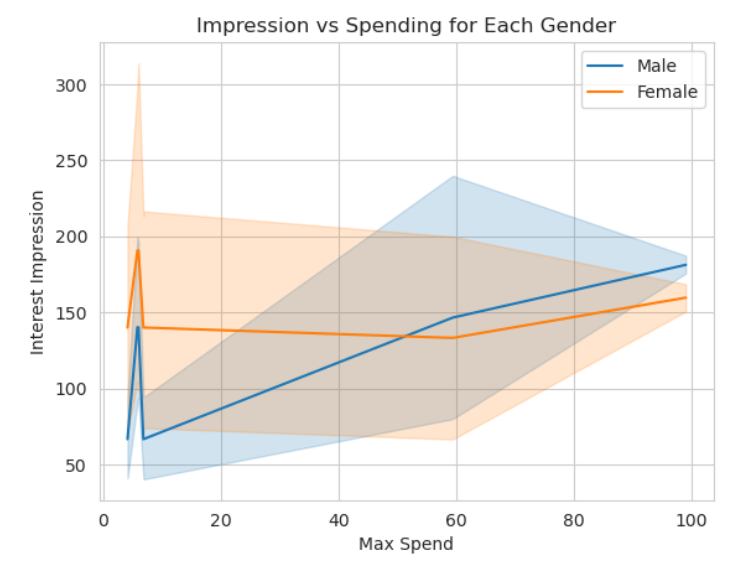 Impression vs Spending for Each Gender
Male
Female
300
250
200
150
100
50
Interest Impression
0 20 40 60 80 100
Max Spend